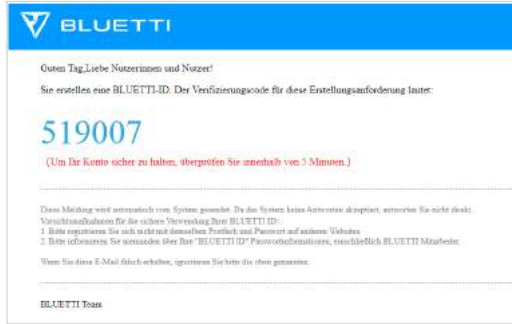 BLUETTI
Guten Tag,Liebe Nutzerinnen und Nutzer!
Sie erstellen eine BLUETTI-ID. Der Verifizierungscode für diese Erstellungsanforderung lautet:
519007
(Um Ihr Konto sicher zu halten, überprüfen Sie innerhalb von 5 Minuten.)
Diese Meldung wird automatisch vom System gesendet. Da das System keine Antworten akzeptiert, antworten Sie nicht direkt.
Vorsichtsmaßnahmen für die sichere Verwendung Ihrer BLUETTI ID:
1. Bitte registrieren Sie sich nicht mit demselben Postfach und Passwort auf anderen Websites
2. Bitte informieren Sie niemanden über Ihre "BLUETTI ID" Passwortinformationen, einschließlich BLUETTI Mitarbeiter.
Wenn Sie diese E-Mail fälsch erhalten, ignorieren Sie bitte die oben genannten.
BLUETTI Team